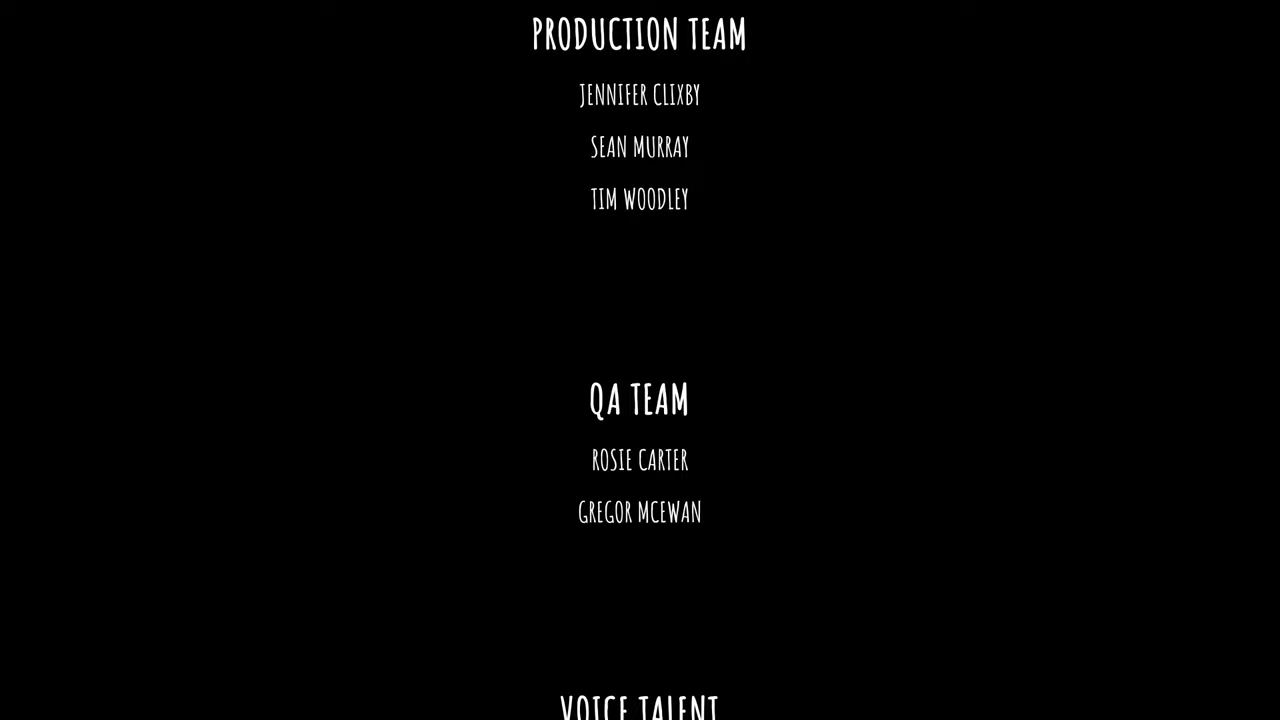 PRODUCTION TEAM
JENNIFER CLIXBY
SEAN MURRAY
TIM WOODLEY
QA TEAM
ROSIE CARTER
GREGOR MCEWAN
VOICE TALENT